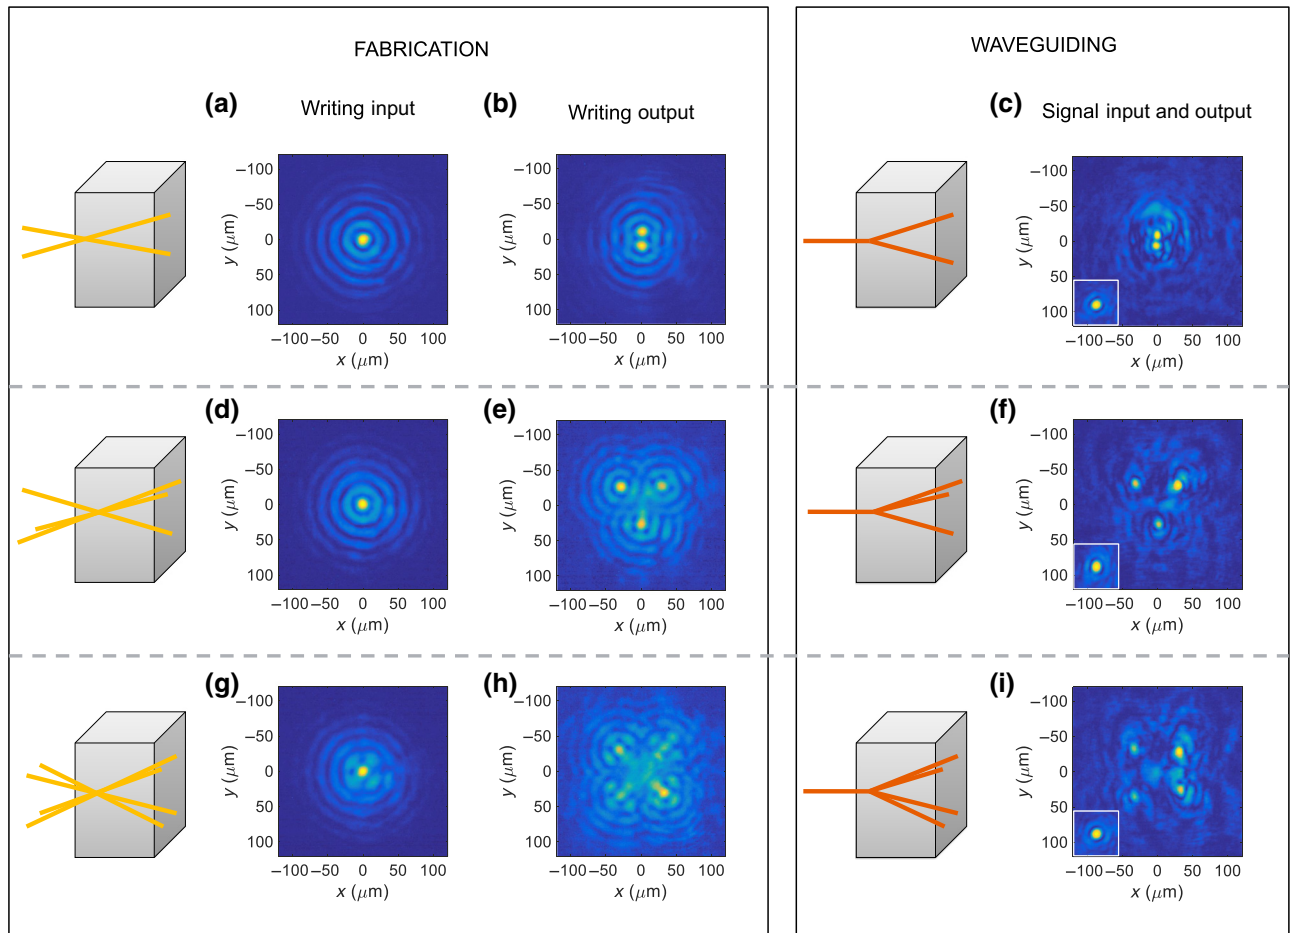 FABRICATION
WAVEGUIDING
(a) Writing input
(b) Writing output
(c) Signal input and output
−100
−50
0
50
100
y (μm)
−100 −50 0 50 100
x (μm)
−100
−50
0
50
100
y (μm)
−100 −50 0 50 100
x (μm)
−100
−50
0
50
100
y (μm)
−100 −50 0 50 100
x (μm)
(d)
(e)
(f)
−100
−50
0
50
100
y (μm)
−100 −50 0 50 100
x (μm)
−100
−50
0
50
100
y (μm)
−100 −50 0 50 100
x (μm)
−100
−50
0
50
100
y (μm)
−100 −50 0 50 100
x (μm)
(g)
(h)
(i)
−100
−50
0
50
100
y (μm)
−100 −50 0 50 100
x (μm)
−100
−50
0
50
100
y (μm)
−100 −50 0 50 100
x (μm)
−100
−50
0
50
100
y (μm)
−100 −50 0 50 100
x (μm)